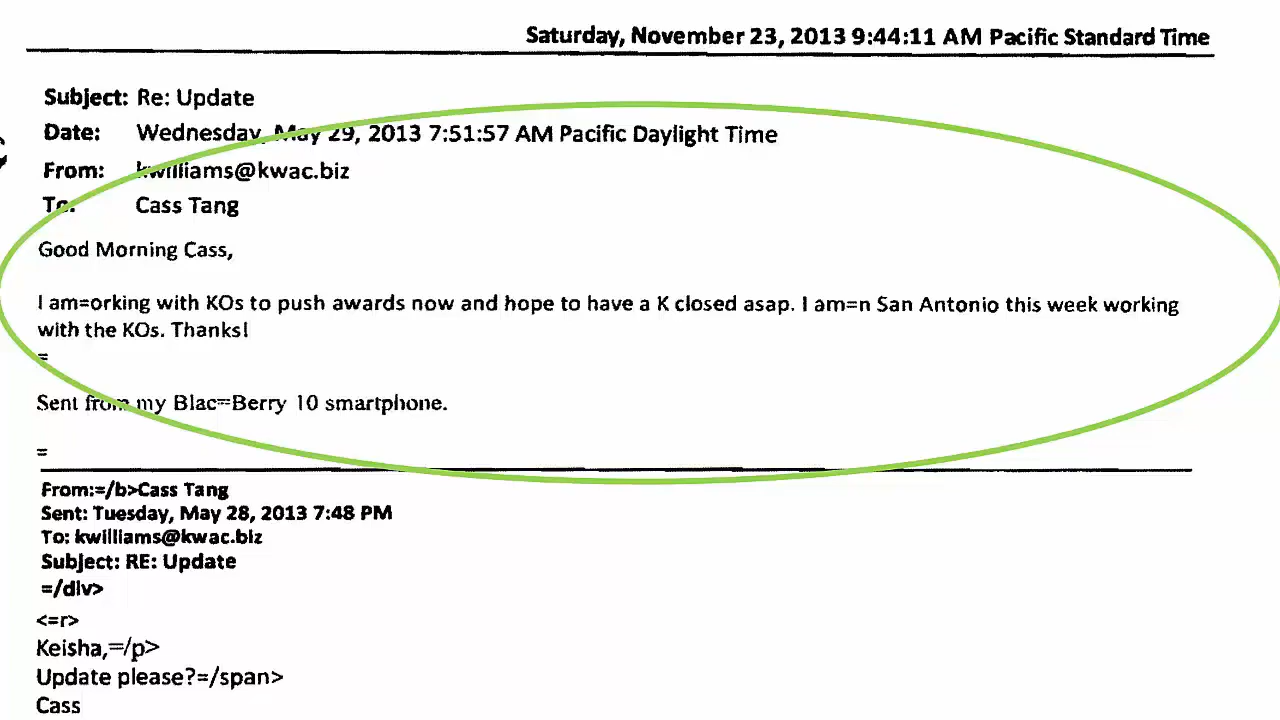 Saturday, November 23, 2013 9:44:11 AM Pacific Standard Time
Subject: Re: Update
Date: Wednesday, May 29, 2013 7:51:57 AM Pacific Daylight Time
From: kwilliams@kwac.biz
To: Cass Tang
Good Morning Cass,
I am=orking with KOs to push awards now and hope to have a K closed asap. I am=n San Antonio this week working
with the KOs. Thanks!
=
Sent from my Blac=Berry 10 smartphone.
=
From:=/b>Cass Tang
Sent: Tuesday, May 28, 2013 7:48 PM
To: kwilliams@kwac.biz
Subject: RE: Update
=/div>
<=r>
Keisha,=/p>
Update please?=/span>
Cass